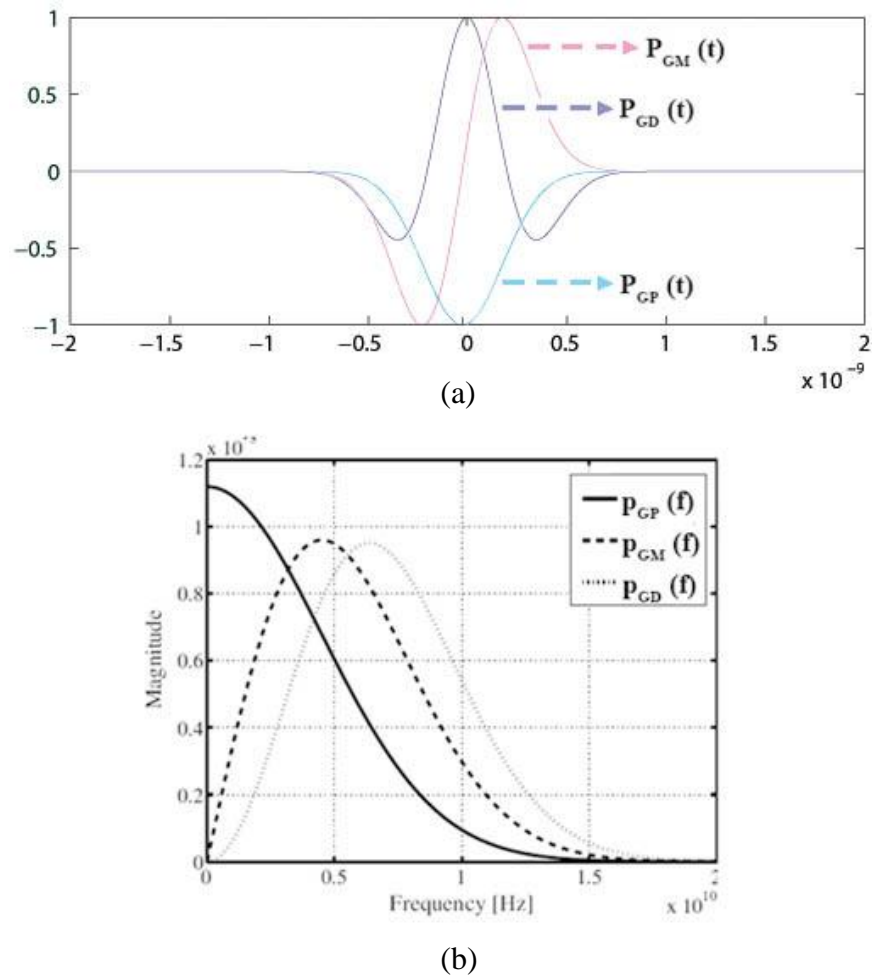 1
P_GM (t)
0.5
P_GD (t)
0
−0.5
P_GP (t)
−1
−2 −1.5 −1 −0.5 0 0.5 1 1.5 2
x 10 −9
(a)
1.2
1
0.8
0.6
0.4
0.2
0
Magnitude
p_GP (f)
p_GM (f)
p_GD (f)
0 0.5 1 1.5
Frequency [Hz]
x 10 10
(b)